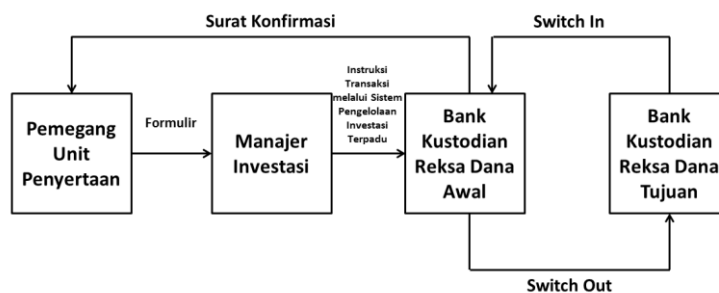 Surat Konfirmasi
Switch In
Pemegang
Unit
Penyertaan
Formulir
Manajer
Investasi
Instruksi
Transaksi
melalui Sistem
Pengelolaan
Investasi
Terpadu
Bank
Kustodian
Reksa Dana
Awal
Bank
Kustodian
Reksa Dana
Tujuan
Switch Out